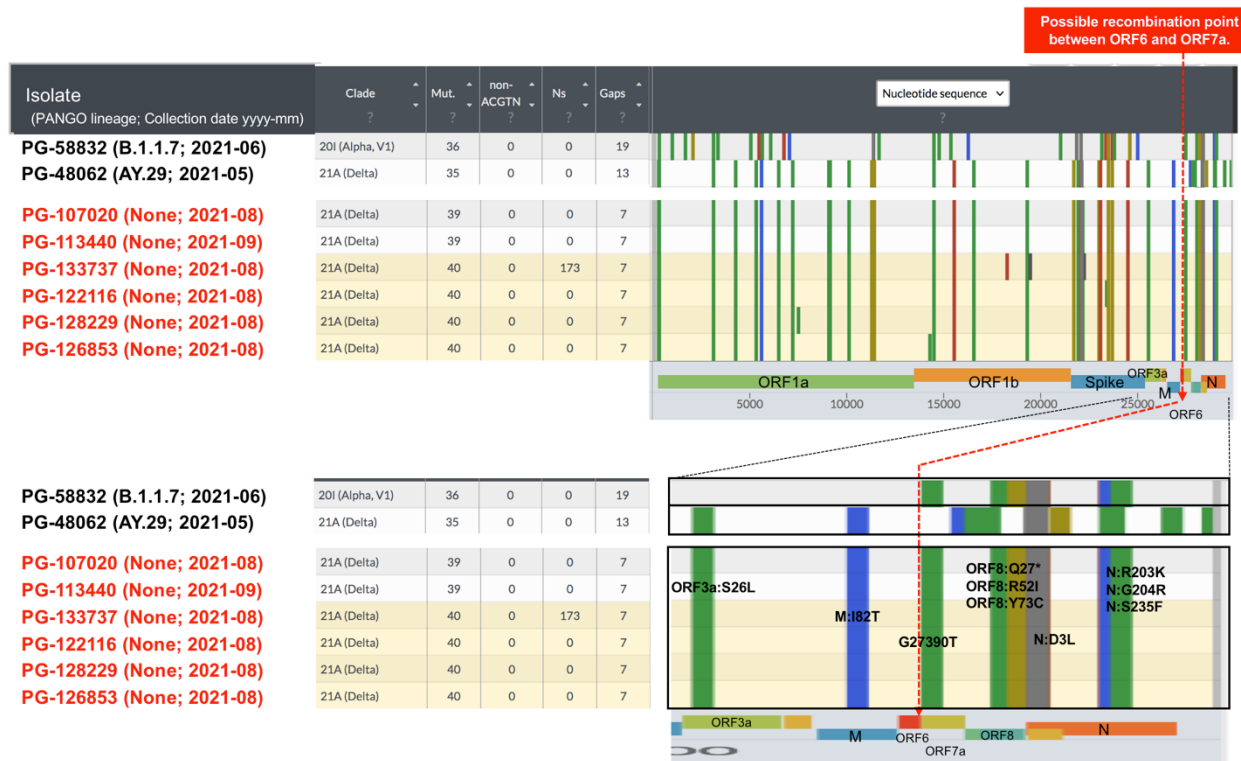 Possible recombination point
between ORF6 and ORF7a.
Isolate
(PANGO lineage; Collection date yyyy-mm)
Clade
?
Mut.
?
non-
ACGTN
?
Ns
?
Gaps
?
Nucleotide sequence
?
PG-58832 (B.1.1.7; 2021-06) 20I (Alpha, V1) 36 0 0 19
PG-48062 (AY.29; 2021-05) 21A (Delta) 35 0 0 13
PG-107020 (None; 2021-08) 21A (Delta) 39 0 0 7
PG-113440 (None; 2021-09) 21A (Delta) 39 0 0 7
PG-133737 (None; 2021-08) 21A (Delta) 40 0 173 7
PG-122116 (None; 2021-08) 21A (Delta) 40 0 0 7
PG-128229 (None; 2021-08) 21A (Delta) 40 0 0 7
PG-126853 (None; 2021-08) 21A (Delta) 40 0 0 7
ORF1a ORF1b Spike ORF3a M ORF6 N
5000 10000 15000 20000 25000
PG-58832 (B.1.1.7; 2021-06) 20I (Alpha, V1) 36 0 0 19
PG-48062 (AY.29; 2021-05) 21A (Delta) 35 0 0 13
PG-107020 (None; 2021-08) 21A (Delta) 39 0 0 7
PG-113440 (None; 2021-09) 21A (Delta) 39 0 0 7
PG-133737 (None; 2021-08) 21A (Delta) 40 0 173 7
PG-122116 (None; 2021-08) 21A (Delta) 40 0 0 7
PG-128229 (None; 2021-08) 21A (Delta) 40 0 0 7
PG-126853 (None; 2021-08) 21A (Delta) 40 0 0 7
ORF3a:S26L
M:I82T
G27390T
ORF8:Q27*
ORF8:R52I
ORF8:Y73C
N:D3L
N:R203K
N:G204R
N:S235F
ORF3a M ORF6 ORF7a ORF8 N